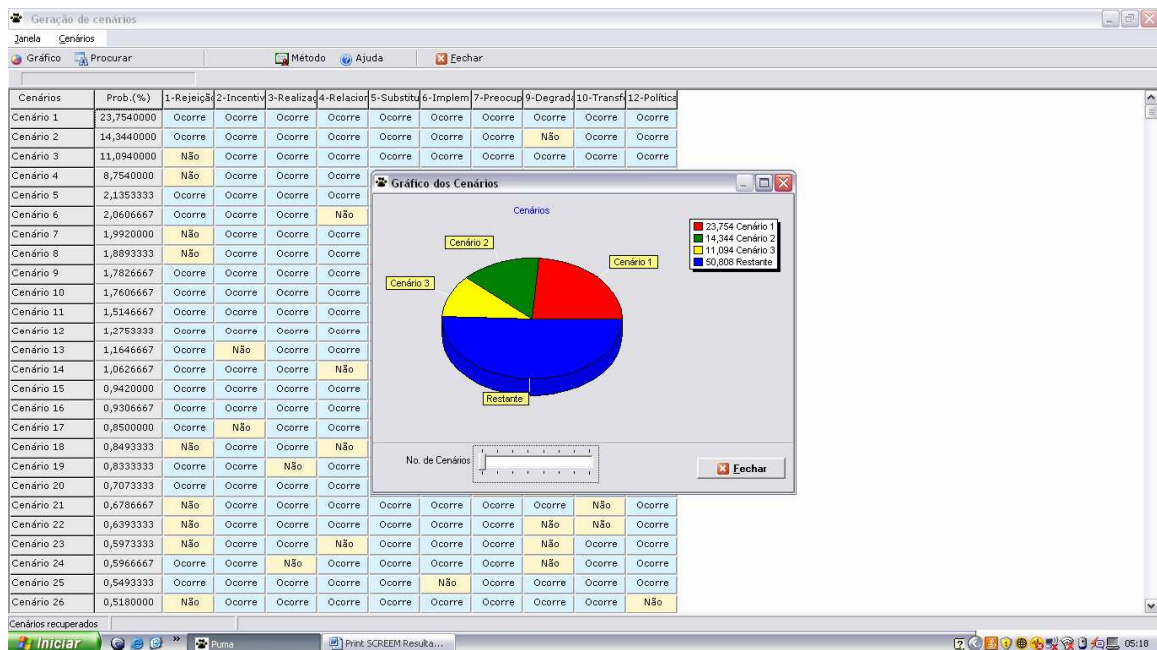 Geração de cenários
Janela Cenários
Gráfico Procurar Método Ajuda Fechar
Cenários Prob.(%) 1-Rejeiçã 2-Incentiv 3-Realizaç 4-Relacior 5-Substitu 6-Implem 7-Preocup 9-Degrada 10-Transf 12-Política
Cenário 1 23,7540000 Ocorre Ocorre Ocorre Ocorre Ocorre Ocorre Ocorre Ocorre Ocorre Ocorre
Cenário 2 14,3440000 Ocorre Ocorre Ocorre Ocorre Ocorre Ocorre Ocorre Não Ocorre Ocorre
Cenário 3 11,0940000 Não Ocorre Ocorre Ocorre Ocorre Ocorre Ocorre Ocorre Ocorre Ocorre
Cenário 4 8,7540000 Não Ocorre Ocorre Ocorre
Cenário 5 2,1353333 Ocorre Ocorre Ocorre Ocorre
Cenário 6 2,0606667 Ocorre Ocorre Ocorre Não
Cenário 7 1,9920000 Não Ocorre Ocorre Ocorre
Cenário 8 1,8893333 Não Ocorre Ocorre Ocorre
Cenário 9 1,7826667 Ocorre Ocorre Ocorre Ocorre
Cenário 10 1,7606667 Ocorre Ocorre Ocorre Ocorre
Cenário 11 1,5146667 Ocorre Ocorre Ocorre Ocorre
Cenário 12 1,2753333 Ocorre Ocorre Ocorre Ocorre
Cenário 13 1,1646667 Ocorre Não Ocorre Ocorre
Cenário 14 1,0626667 Ocorre Ocorre Ocorre Não
Cenário 15 0,9420000 Ocorre Ocorre Ocorre Ocorre
Cenário 16 0,9306667 Ocorre Ocorre Ocorre Ocorre
Cenário 17 0,8500000 Ocorre Não Ocorre Ocorre
Cenário 18 0,8493333 Não Ocorre Ocorre Não
Cenário 19 0,8333333 Ocorre Ocorre Não Ocorre
Cenário 20 0,7073333 Ocorre Ocorre Ocorre Ocorre
Cenário 21 0,6786667 Não Ocorre Ocorre Ocorre Ocorre Ocorre Ocorre Ocorre Não Ocorre
Cenário 22 0,6393333 Não Ocorre Ocorre Ocorre Ocorre Ocorre Ocorre Não Não Ocorre
Cenário 23 0,5973333 Não Ocorre Ocorre Não Ocorre Ocorre Ocorre Não Ocorre Ocorre
Cenário 24 0,5966667 Ocorre Ocorre Não Ocorre Ocorre Ocorre Ocorre Não Ocorre Ocorre
Cenário 25 0,5493333 Ocorre Ocorre Ocorre Ocorre Ocorre Não Ocorre Ocorre Ocorre Ocorre
Cenário 26 0,5180000 Não Ocorre Ocorre Ocorre Ocorre Ocorre Ocorre Ocorre Ocorre Não
Gráfico dos Cenários
Cenários
23,754 Cenário 1
14,344 Cenário 2
11,094 Cenário 3
50,808 Restante
Cenário 2
Cenário 1
Cenário 3
Restante
No. de Cenários
Fechar
Cenários recuperados
Iniciar » Puma Print SCREEM Resulta... 05:18